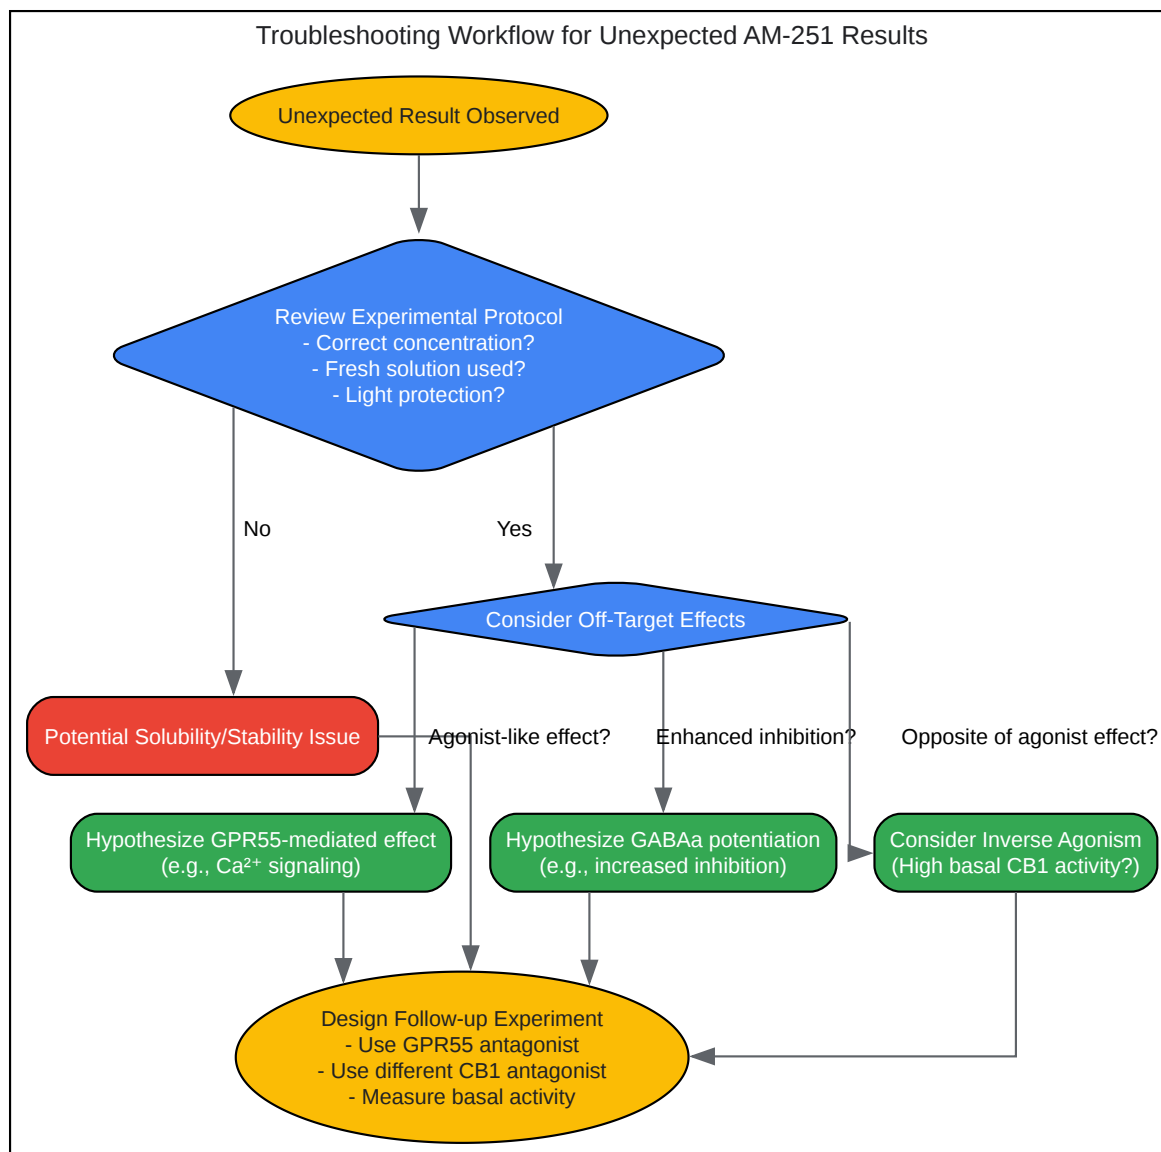 Troubleshooting Workflow for Unexpected AM-251 Results
Unexpected Result Observed
Review Experimental Protocol
- Correct concentration?
- Fresh solution used?
- Light protection?
No
Yes
Consider Off-Target Effects
Potential Solubility/Stability Issue
Agonist-like effect?
Enhanced inhibition?
Opposite of agonist effect?
Hypothesize GPR55-mediated effect
(e.g., Ca²⁺ signaling)
Hypothesize GABAa potentiation
(e.g., increased inhibition)
Consider Inverse Agonism
(High basal CB1 activity?)
Design Follow-up Experiment
- Use GPR55 antagonist
- Use different CB1 antagonist
- Measure basal activity